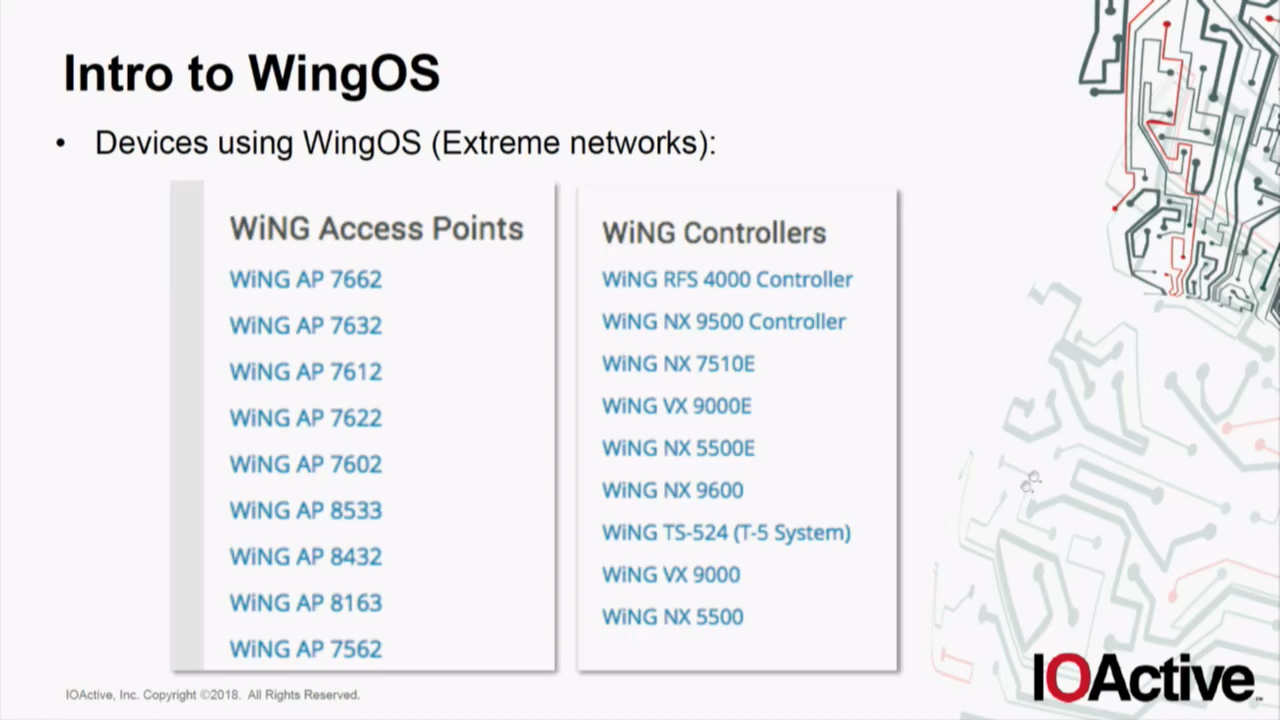 Intro to WingOS
• Devices using WingOS (Extreme networks):
WiNG Access Points
WiNG AP 7662
WiNG AP 7632
WiNG AP 7612
WiNG AP 7622
WiNG AP 7602
WiNG AP 8533
WiNG AP 8432
WiNG AP 8163
WiNG AP 7562
WiNG Controllers
WiNG RFS 4000 Controller
WiNG NX 9500 Controller
WiNG NX 7510E
WiNG VX 9000E
WiNG NX 5500E
WiNG NX 9600
WiNG TS-524 (T-5 System)
WiNG VX 9000
WiNG NX 5500
IOActive, Inc. Copyright ©2018. All Rights Reserved.
IOActive™